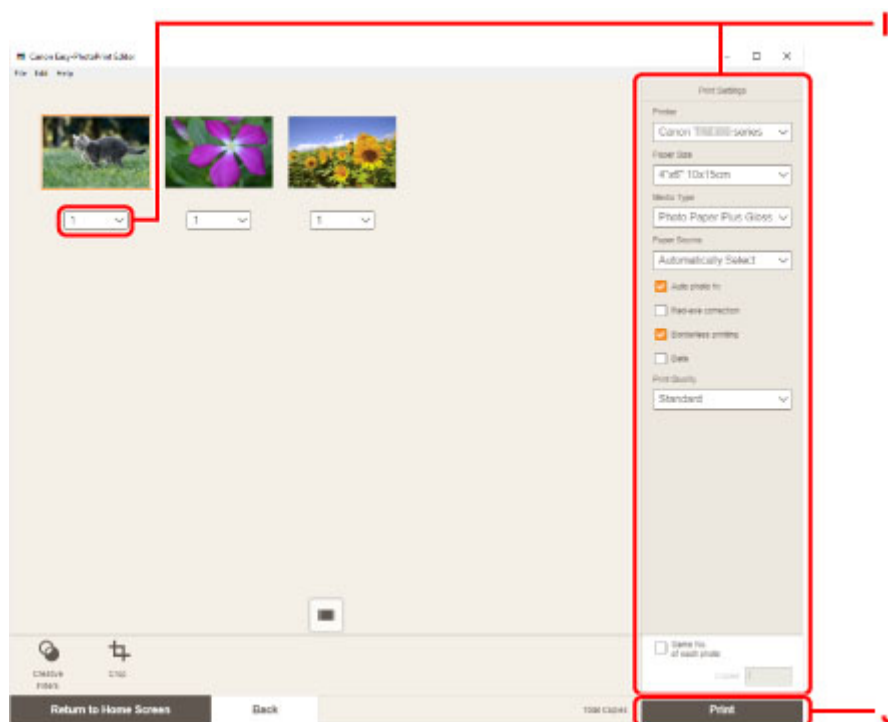 Canon Easy-PhotoPrint Editor
File Edit Help
Print Settings
Printer
Canon series
Paper Size
4"x6" 10x15cm
Media Type
Photo Paper Plus Gloss
Paper Source
Automatically Select
Auto photo fix
Red-eye correction
Borderless printing
Date
Print Quality
Standard
1 1 1
Creative
Filters
Crop
Same No.
of each photo
Copies 1
Return to Home Screen Back Total Copies Print